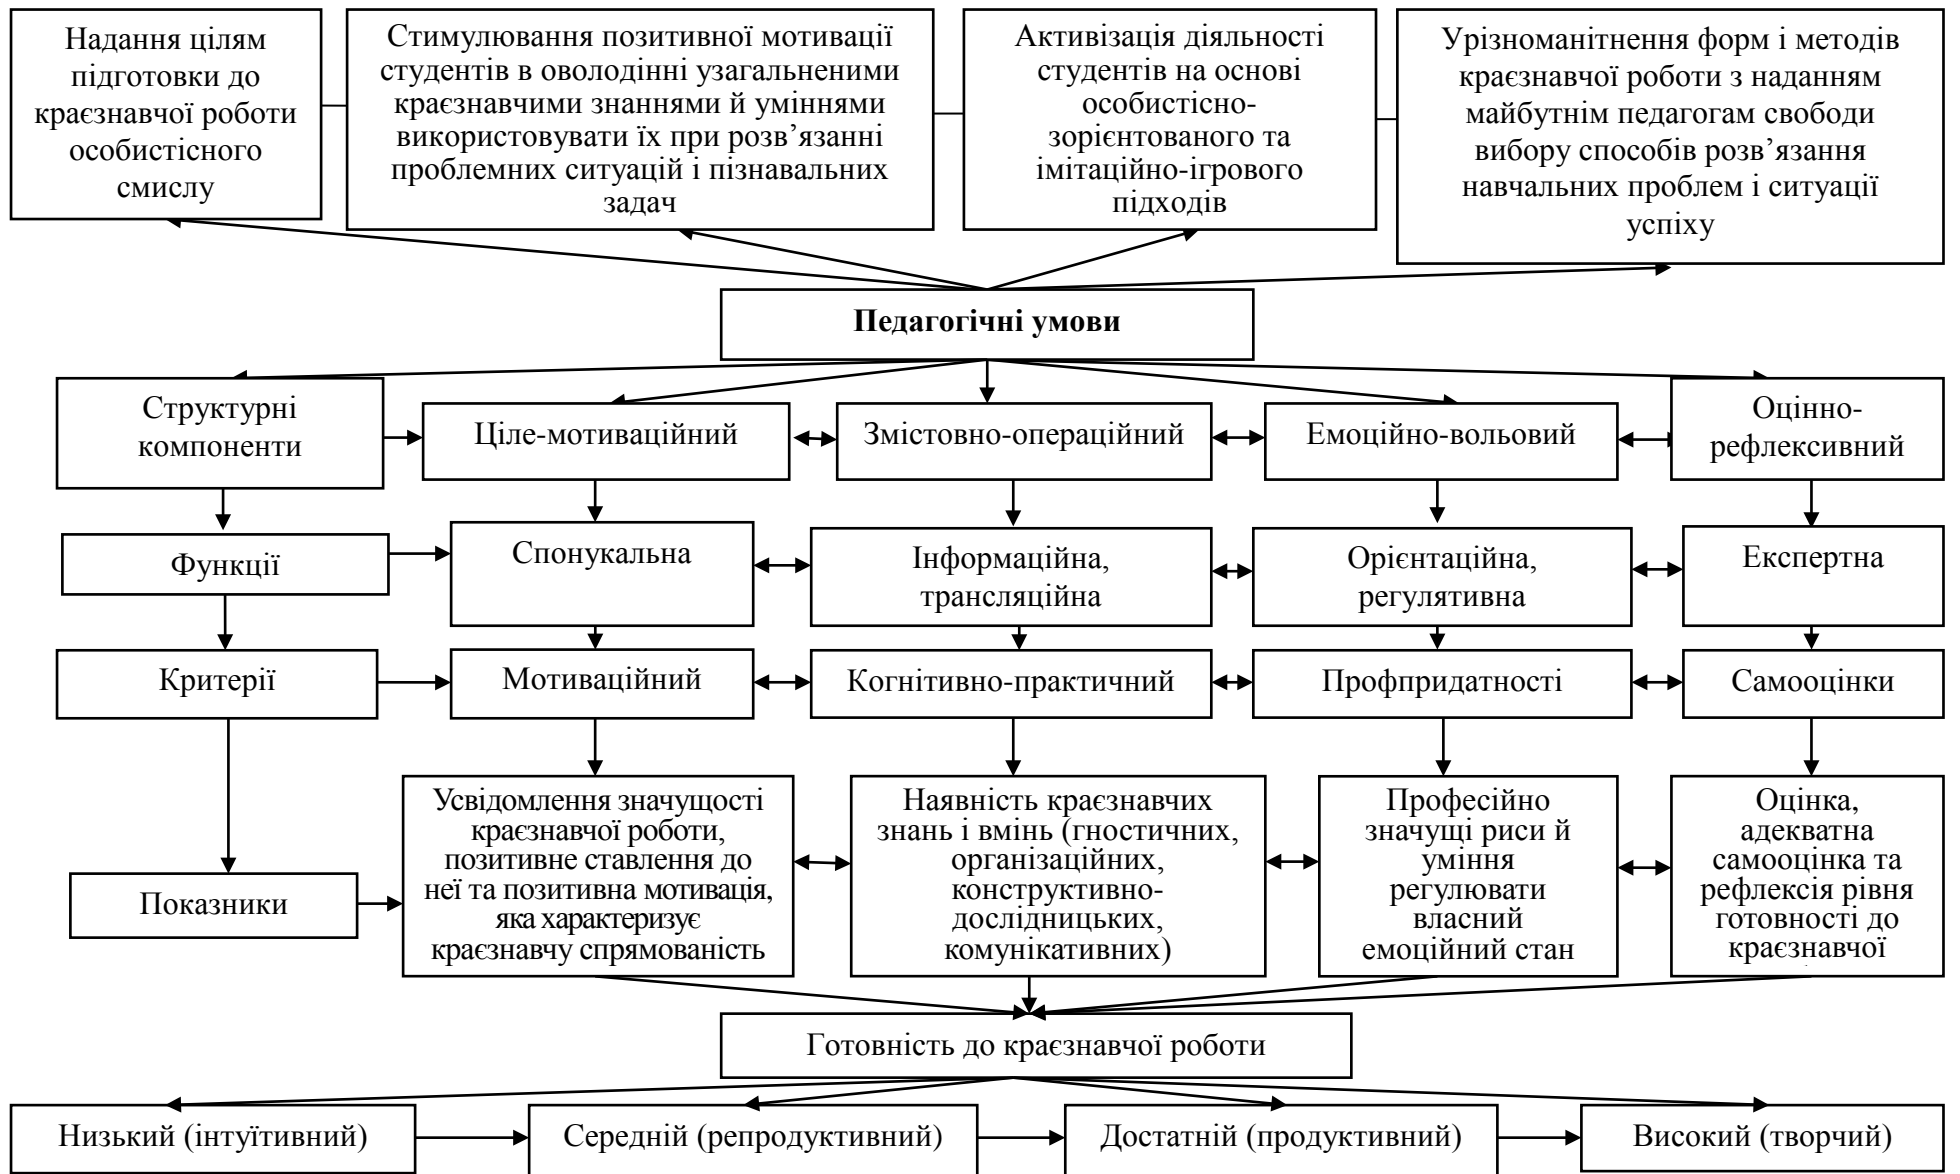 Надання цілям
підготовки до
краєзнавчої роботи
особистісного
смислу
Стимулювання позитивної мотивації
студентів в оволодінні узагальненими
краєзнавчими знаннями й уміннями
використовувати їх при розв’язанні
проблемних ситуацій і пізнавальних
задач
Активізація діяльності
студентів на основі
особистісно-
зорієнтованого та
імітаційно-ігрового
підходів
Урізноманітнення форм і методів
краєзнавчої роботи з наданням
майбутнім педагогам свободи
вибору способів розв’язання
навчальних проблем і ситуації
успіху
Педагогічні умови
Структурні
компоненти
Ціле-мотиваційний
Змістовно-операційний
Емоційно-вольовий
Оцінно-
рефлексивний
Функції
Спонукальна
Інформаційна,
трансляційна
Орієнтаційна,
регулятивна
Експертна
Критерії
Мотиваційний
Когнітивно-практичний
Профпридатності
Самооцінки
Показники
Усвідомлення значущості
краєзнавчої роботи,
позитивне ставлення до
неї та позитивна мотивація,
яка характеризує
краєзнавчу спрямованість
Наявність краєзнавчих
знань і вмінь (гностичних,
організаційних,
конструктивно-
дослідницьких,
комунікативних)
Професійно
значущі риси й
уміння
регулювати
власний
емоційний стан
Оцінка,
адекватна
самооцінка та
рефлексія рівня
готовності до
краєзнавчої
Готовність до краєзнавчої роботи
Низький (інтуїтивний)
Середній (репродуктивний)
Достатній (продуктивний)
Високий (творчий)